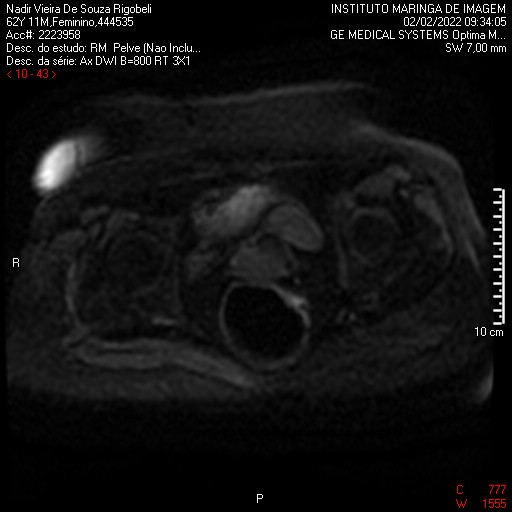 Nadir Vieira De Souza Rigobeli
62Y 11M,Feminino,444535
Acc#: 2223958
Desc. do estudo: RM  Pelve (Nao Inclu...
Desc. da série: Ax DWI B=800 RT 3X1
< 10 - 43 >
INSTITUTO MARINGA DE IMAGEM
02/02/2022 09:34:05
GE MEDICAL SYSTEMS Optima M...
SW 7,00 mm
R
10 cm
P
C 777
W 1555